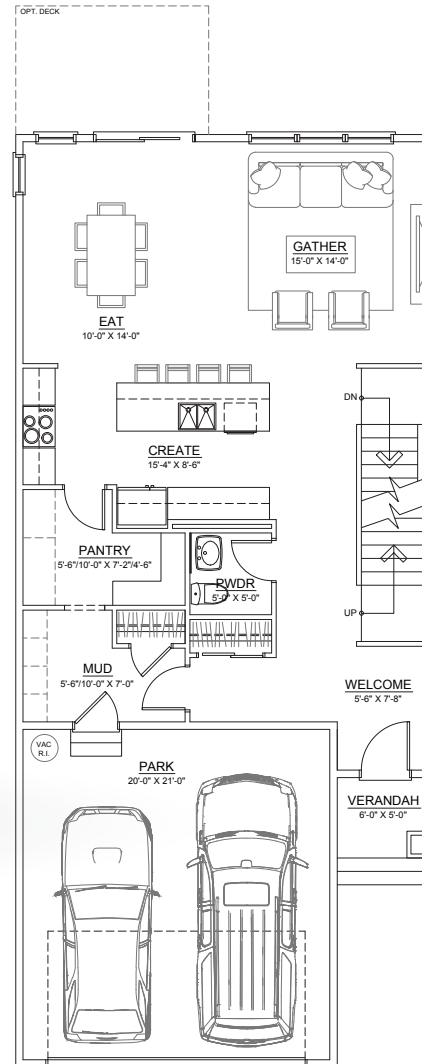 OPT. DECK
GATHER
15'-0" X 14'-0"
EAT
10'-0" X 14'-0"
DN
CREATE
15'-4" X 8'-6"
PANTRY
5'-6"/10'-0" X 7'-2"/4'-6"
PWDR
5'-0" X 5'-0"
UP
MUD
5'-6"/10'-0" X 7'-0"
WELCOME
5'-6" X 7'-8"
VAC
R.I.
PARK
20'-0" X 21'-0"
VERANDAH
6'-0" X 5'-0"